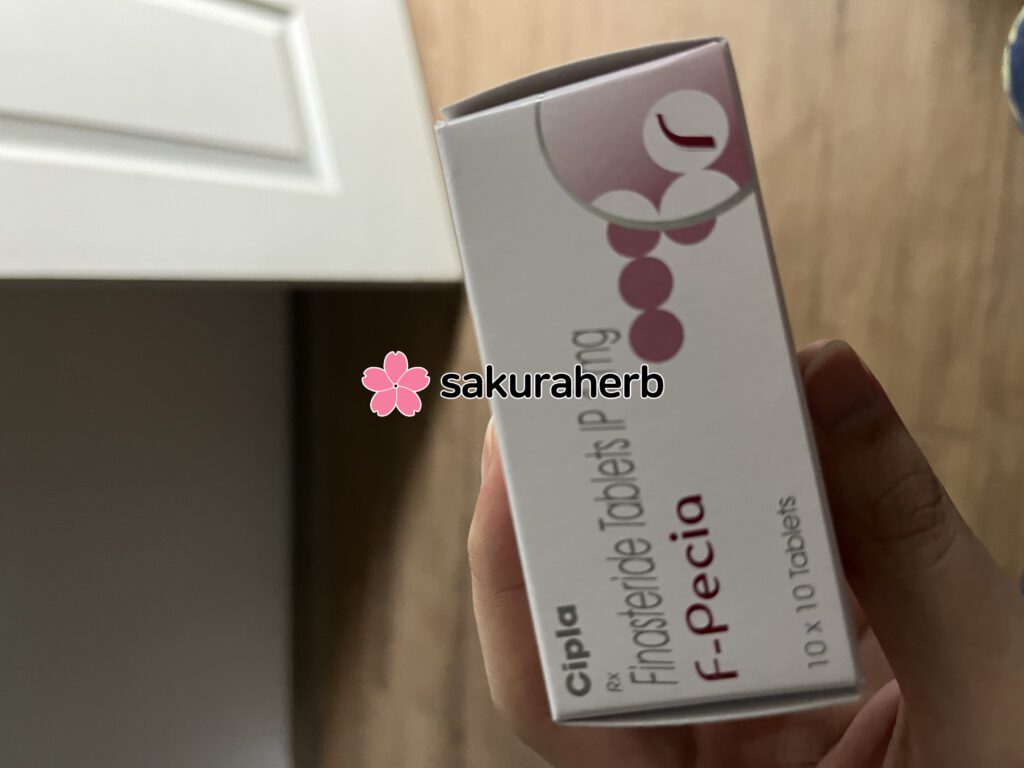 Cipla
Rx
Finasteride Tablets IP mg
F-Pecia
10 x 10 Tablets
sakuraherb